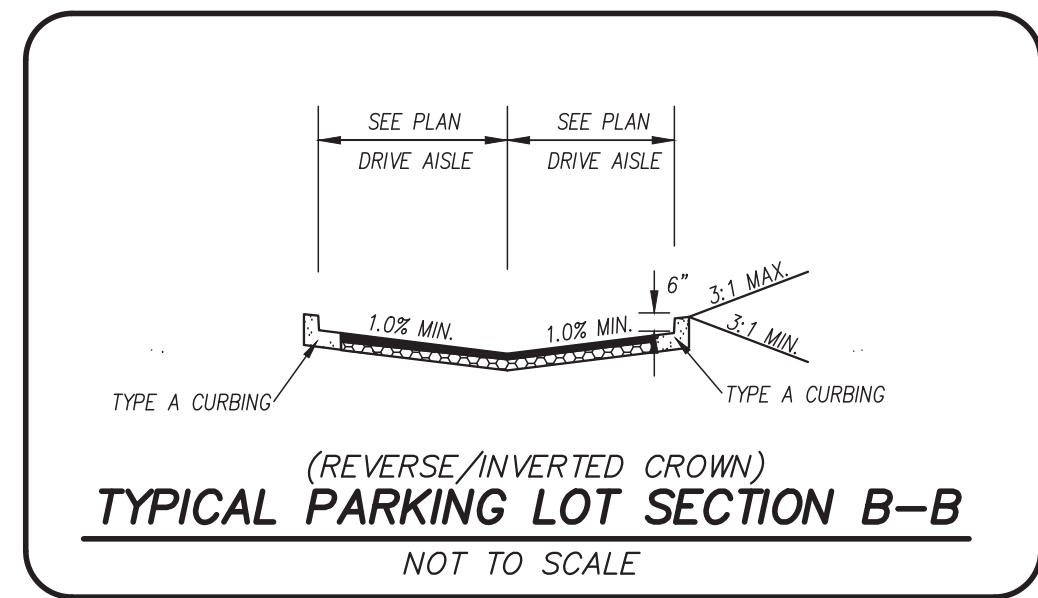 SEE PLAN
DRIVE AISLE
SEE PLAN
DRIVE AISLE
6"
3:1 MAX.
3:1 MIN.
1.0% MIN.
1.0% MIN.
TYPE A CURBING
TYPE A CURBING
(REVERSE/INVERTED CROWN)
TYPICAL PARKING LOT SECTION B-B
NOT TO SCALE